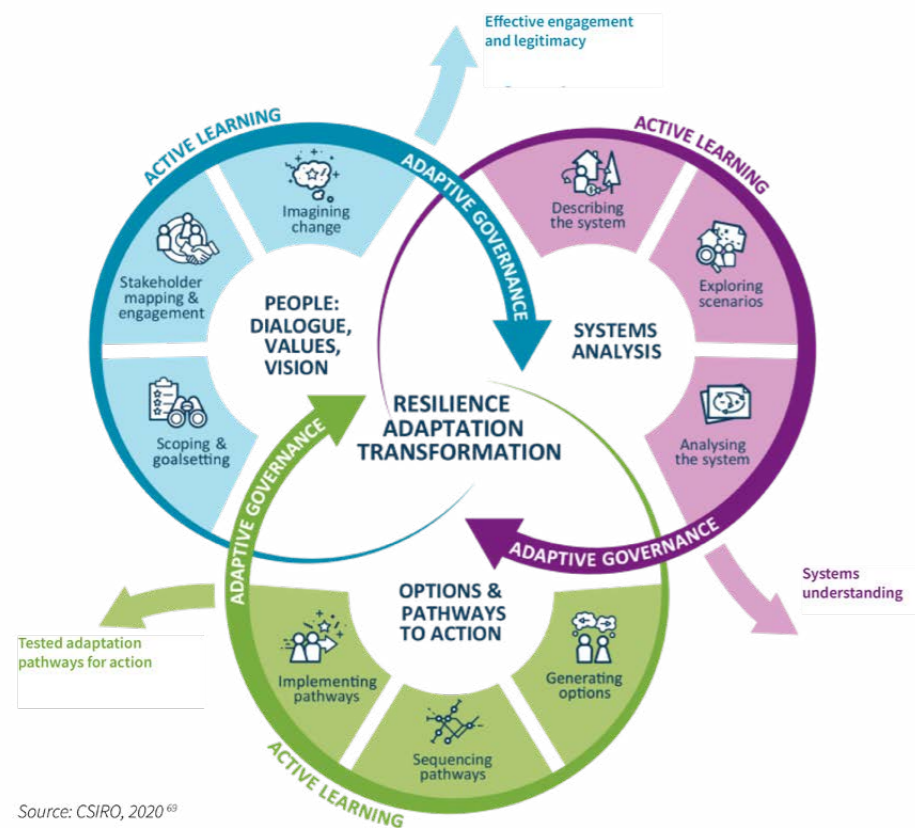 Effective engagement
and legitimacy
ACTIVE LEARNING
ADAPTIVE GOVERNANCE
Imagining
change
Stakeholder
mapping &
engagement
Scoping &
goalsetting
PEOPLE:
DIALOGUE,
VALUES,
VISION
ACTIVE LEARNING
Describing
the system
Exploring
scenarios
Analysing
the system
SYSTEMS
ANALYSIS
ADAPTIVE GOVERNANCE
Systems
understanding
RESILIENCE
ADAPTATION
TRANSFORMATION
ADAPTIVE GOVERNANCE
OPTIONS &
PATHWAYS
TO ACTION
Generating
options
Sequencing
pathways
Implementing
pathways
ACTIVE LEARNING
Tested adaptation
pathways for action
Source: CSIRO, 2020 69